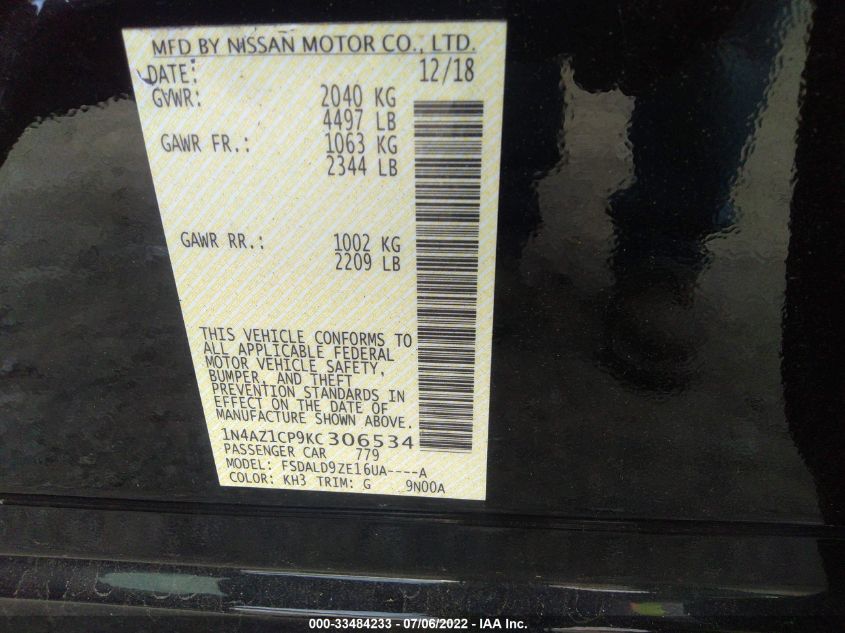 MFD BY NISSAN MOTOR CO., LTD.
DATE: 12/18
GVWR: 2040 KG
4497 LB
GAWR FR.: 1063 KG
2344 LB
GAWR RR.: 1002 KG
2209 LB
THIS VEHICLE CONFORMS TO
ALL APPLICABLE FEDERAL
MOTOR VEHICLE SAFETY,
BUMPER, AND THEFT
PREVENTION STANDARDS IN
EFFECT ON THE DATE OF
MANUFACTURE SHOWN ABOVE.
1N4AZ1CP9KC306534
PASSENGER CAR 779
MODEL: FSDALD9ZE16UA----A
COLOR: KH3 TRIM: G 9N00A
000-33484233 - 07/06/2022 - IAA Inc.